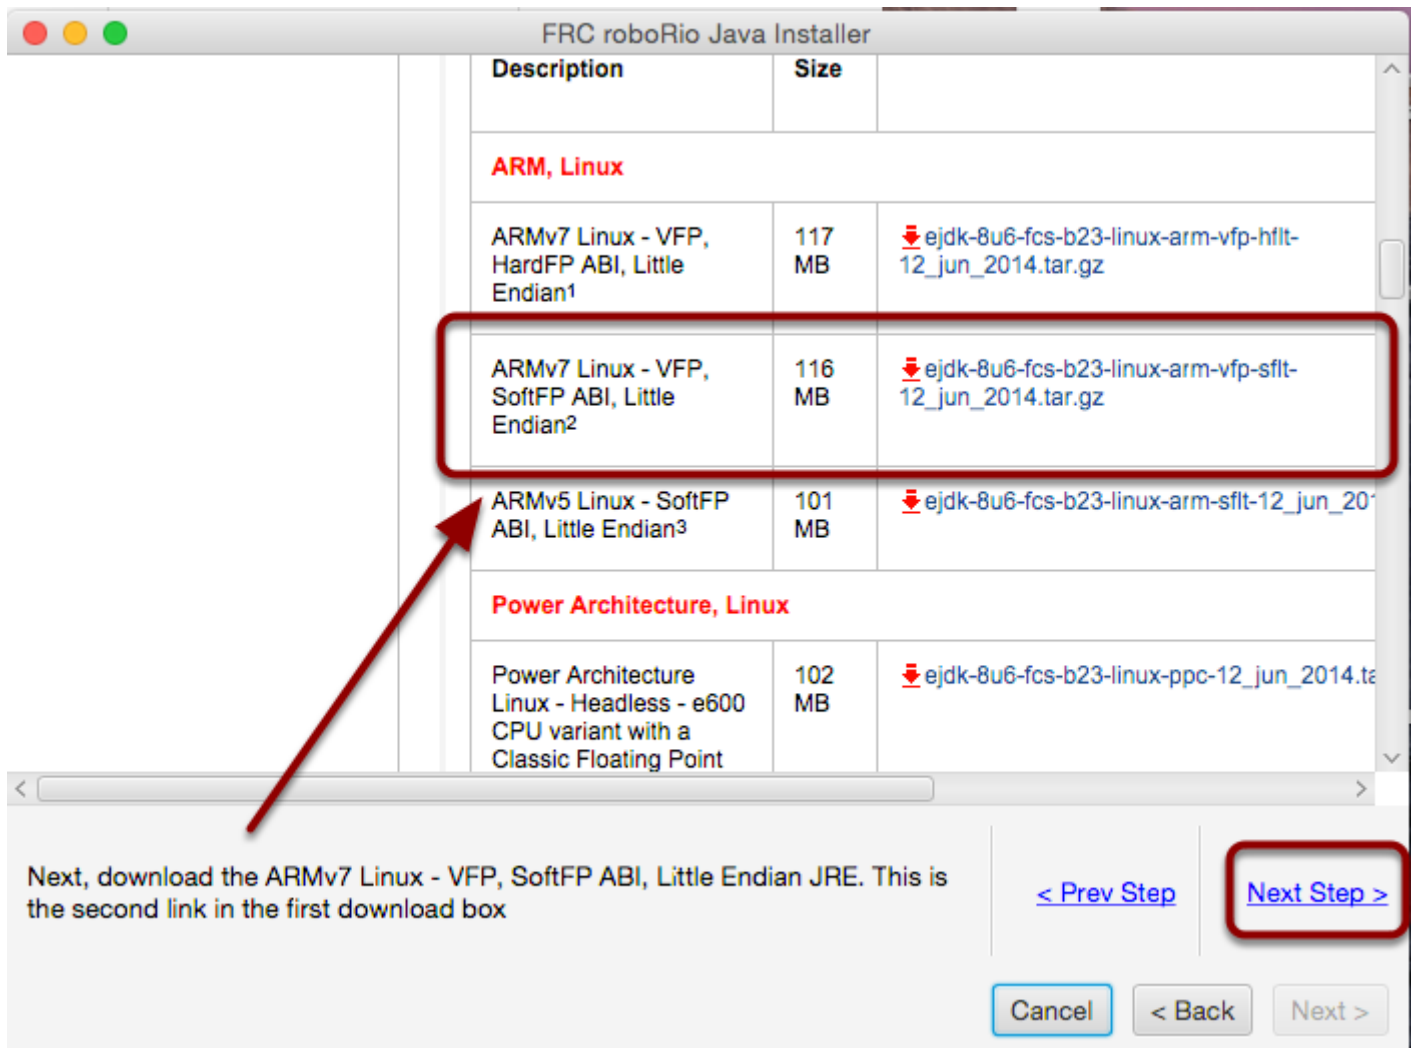 FRC roboRio Java Installer
Description Size
ARM, Linux
ARMv7 Linux - VFP,
HardFP ABI, Little
Endian1
117
MB
ejdk-8u6-fcs-b23-linux-arm-vfp-hflt-
12_jun_2014.tar.gz
ARMv7 Linux - VFP,
SoftFP ABI, Little
Endian2
116
MB
ejdk-8u6-fcs-b23-linux-arm-vfp-sflt-
12_jun_2014.tar.gz
ARMv5 Linux - SoftFP
ABI, Little Endian3
101
MB
ejdk-8u6-fcs-b23-linux-arm-sflt-12_jun_201
Power Architecture, Linux
Power Architecture
Linux - Headless - e600
CPU variant with a
Classic Floating Point
102
MB
ejdk-8u6-fcs-b23-linux-ppc-12_jun_2014.ta
Next, download the ARMv7 Linux - VFP, SoftFP ABI, Little Endian JRE. This is
the second link in the first download box
< Prev Step
Next Step >
Cancel
< Back
Next >